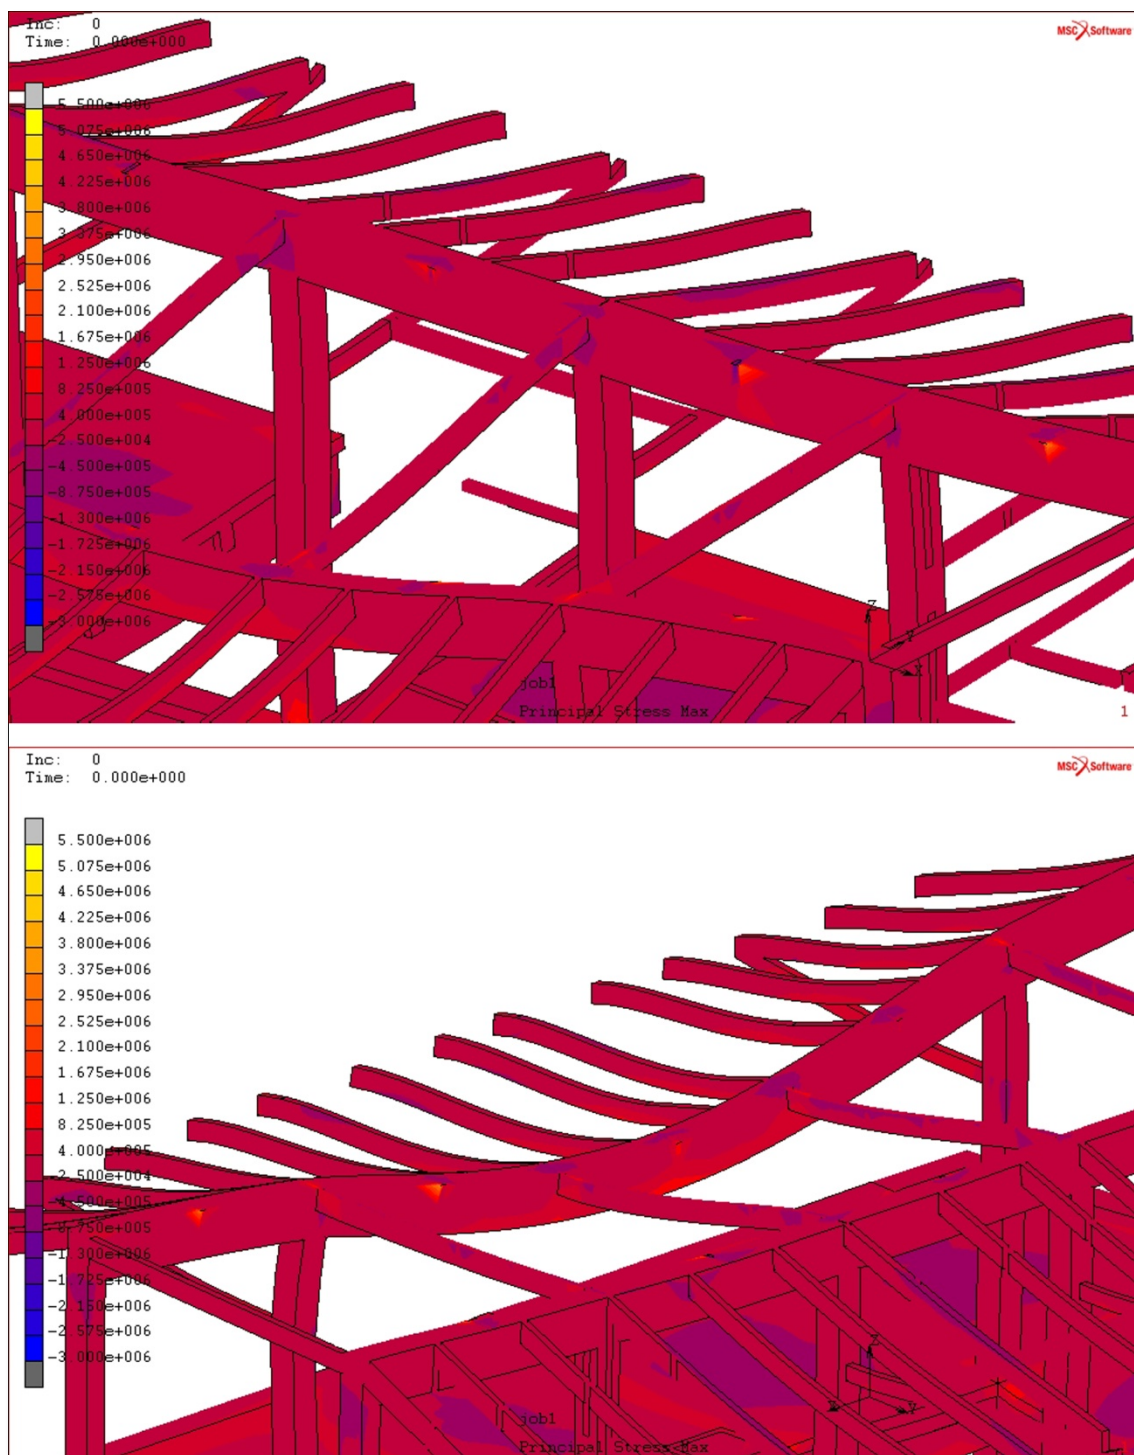 Inc: 0
Time: 0.000e+000
MSC Software
5.500e+006
5.075e+006
4.650e+006
4.225e+006
3.800e+006
3.375e+006
2.950e+006
2.525e+006
2.100e+006
1.675e+006
1.250e+006
8.250e+005
4.000e+005
-2.500e+004
-4.500e+005
-8.750e+005
-1.300e+006
-1.725e+006
-2.150e+006
-2.575e+006
-3.000e+006
Z
Y
X
job1
Principal Stress Max
1
Inc: 0
Time: 0.000e+000
MSC Software
5.500e+006
5.075e+006
4.650e+006
4.225e+006
3.800e+006
3.375e+006
2.950e+006
2.525e+006
2.100e+006
1.675e+006
1.250e+006
8.250e+005
4.000e+005
-2.500e+004
-4.500e+005
-8.750e+005
-1.300e+006
-1.725e+006
-2.150e+006
-2.575e+006
-3.000e+006
Z
X
Y
job1
Principal Stress Max